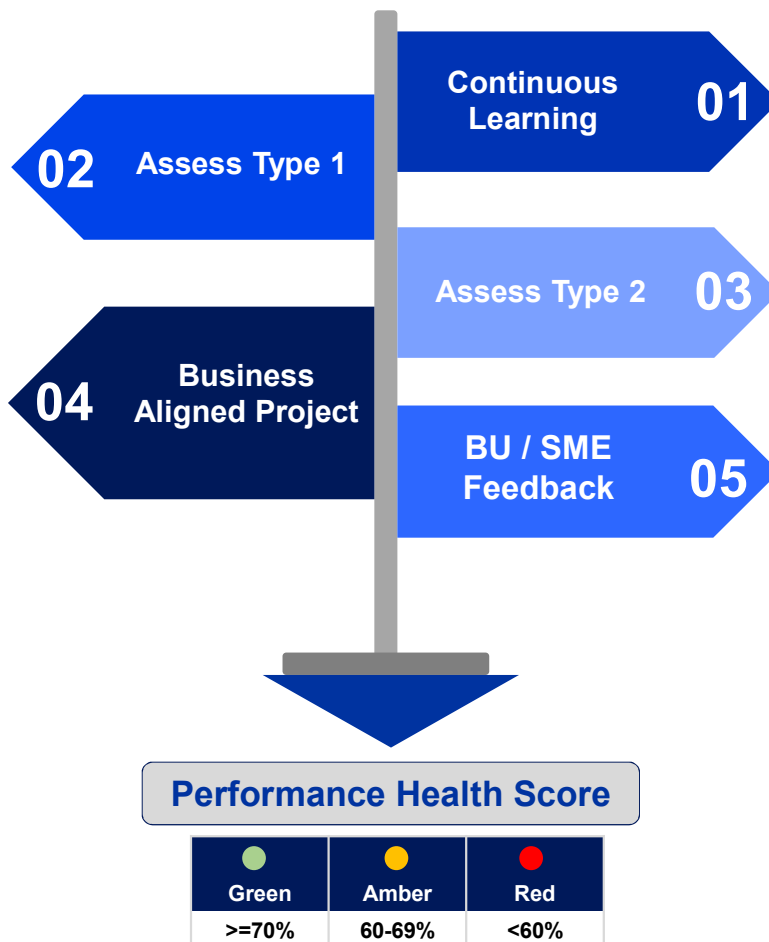 Continuous
Learning
01
02
Assess Type 1
Assess Type 2
03
Business
Aligned Project
04
BU / SME
Feedback
05
Performance Health Score
Green Amber Red
>=70% 60-69% <60%